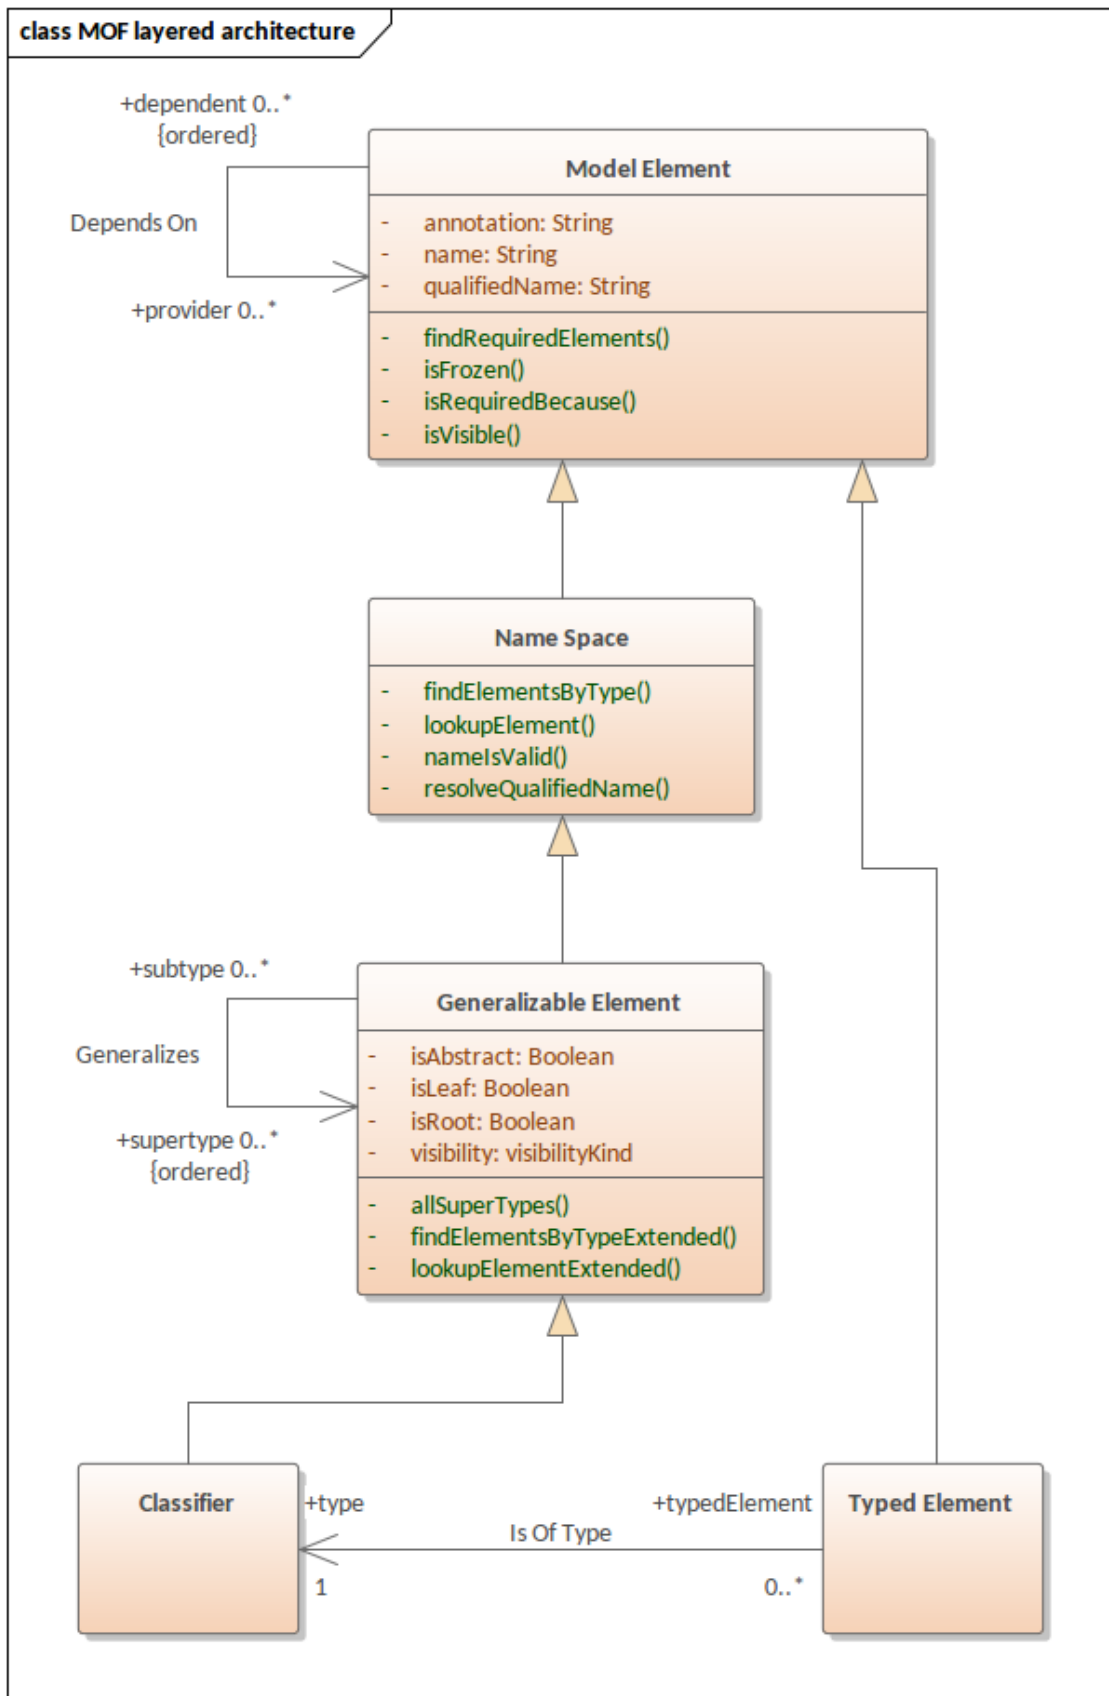 class MOF layered architecture
+dependent 0..*
{ordered}
Depends On
+provider 0..*
Model Element
- annotation: String
- name: String
- qualifiedName: String
- findRequiredElements()
- isFrozen()
- isRequiredBecause()
- isVisible()
Name Space
- findElementsByType()
- lookupElement()
- nameIsValid()
- resolveQualifiedName()
+subtype 0..*
Generalizes
+supertype 0..*
{ordered}
Generalizable Element
- isAbstract: Boolean
- isLeaf: Boolean
- isRoot: Boolean
- visibility: visibilityKind
- allSuperTypes()
- findElementsByTypeExtended()
- lookupElementExtended()
Classifier
+type
+typedElement
Typed Element
Is Of Type
1
0..*